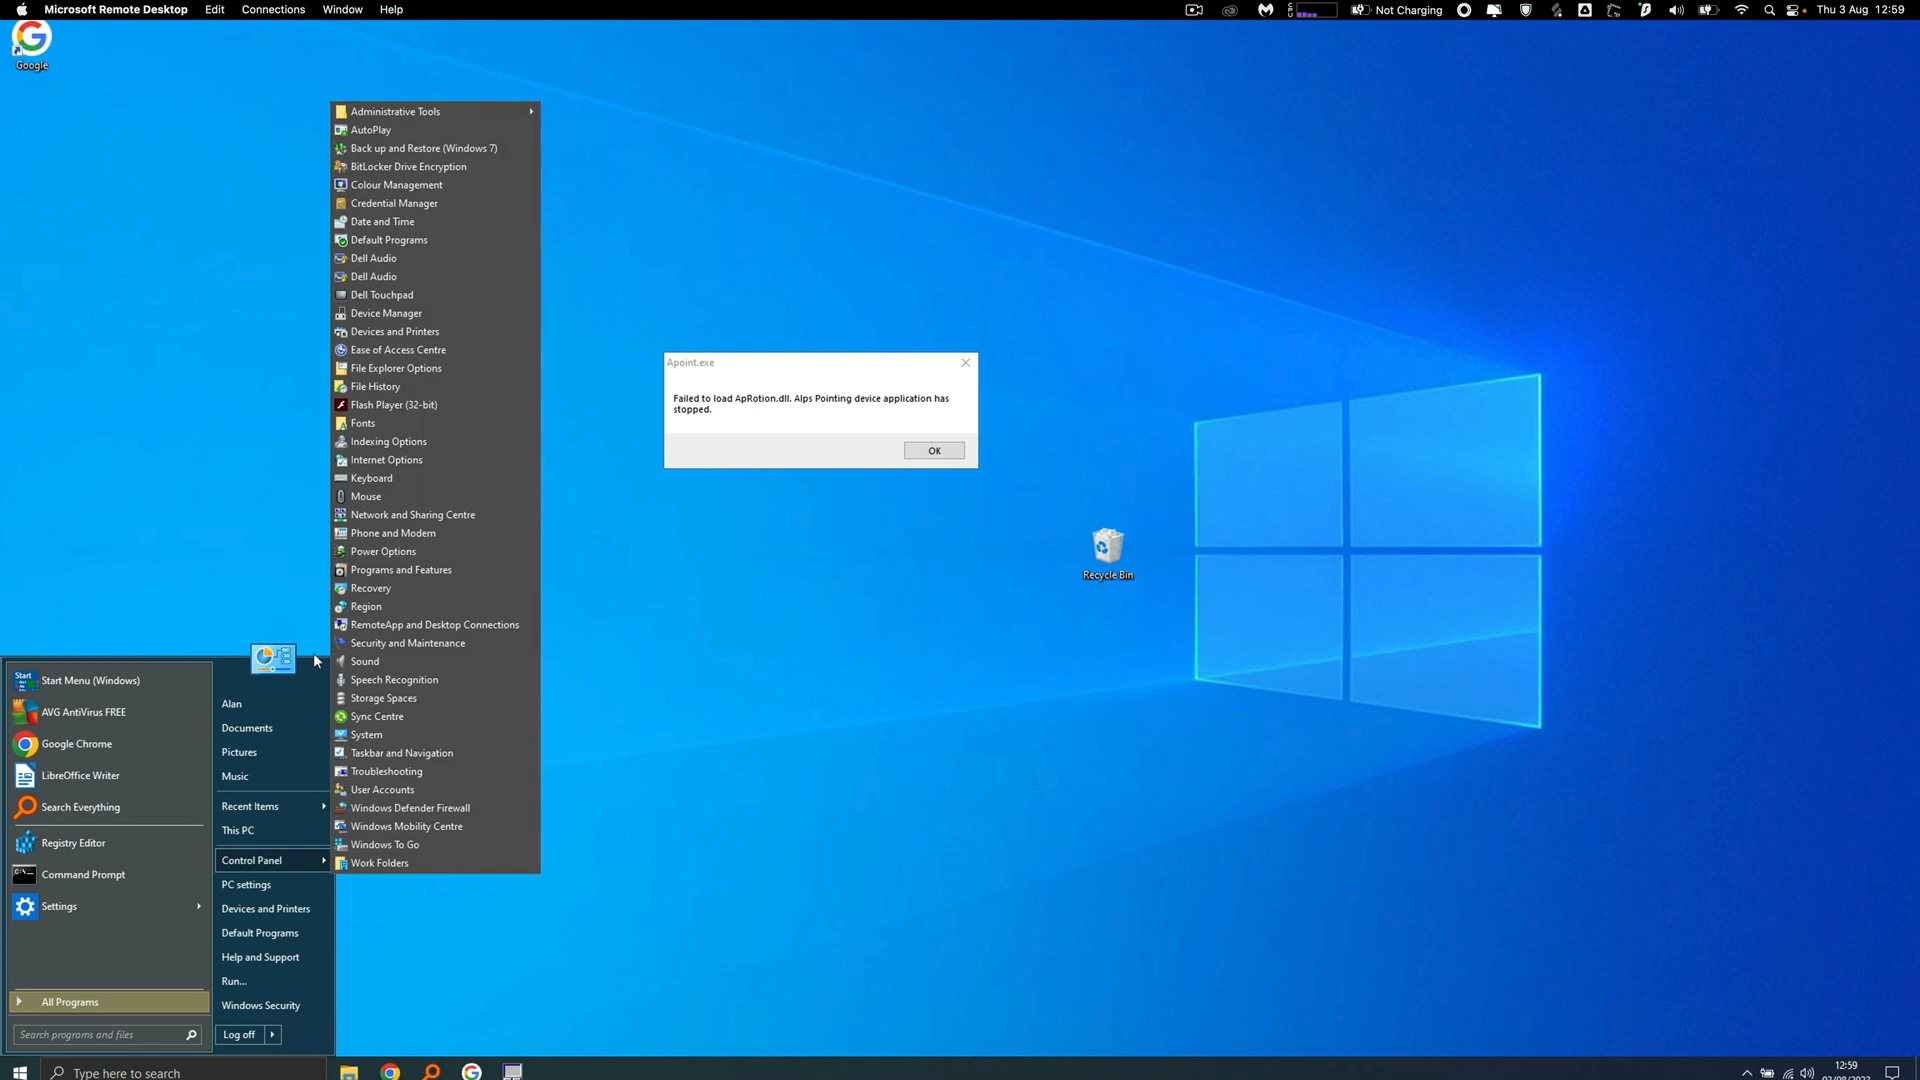 Microsoft Remote Desktop Edit Connections Window Help
Not Charging Thu 3 Aug 12:59
Google
Administrative Tools
AutoPlay
Back up and Restore (Windows 7)
BitLocker Drive Encryption
Colour Management
Credential Manager
Date and Time
Default Programs
Dell Audio
Dell Audio
Dell Touchpad
Device Manager
Devices and Printers
Ease of Access Centre
File Explorer Options
File History
Flash Player (32-bit)
Fonts
Indexing Options
Internet Options
Keyboard
Mouse
Network and Sharing Centre
Phone and Modem
Power Options
Programs and Features
Recovery
Region
RemoteApp and Desktop Connections
Security and Maintenance
Sound
Speech Recognition
Storage Spaces
Sync Centre
System
Taskbar and Navigation
Troubleshooting
User Accounts
Windows Defender Firewall
Windows Mobility Centre
Windows To Go
Work Folders
Apoint.exe
Failed to load ApRotion.dll. Alps Pointing device application has
stopped.
OK
Recycle Bin
Start Menu (Windows)
AVG AntiVirus FREE
Google Chrome
LibreOffice Writer
Search Everything
Registry Editor
Command Prompt
Settings
All Programs
Search programs and files
Alan
Documents
Pictures
Music
Recent Items
This PC
Control Panel
PC settings
Devices and Printers
Default Programs
Help and Support
Run...
Windows Security
Log off
Type here to search
12:59